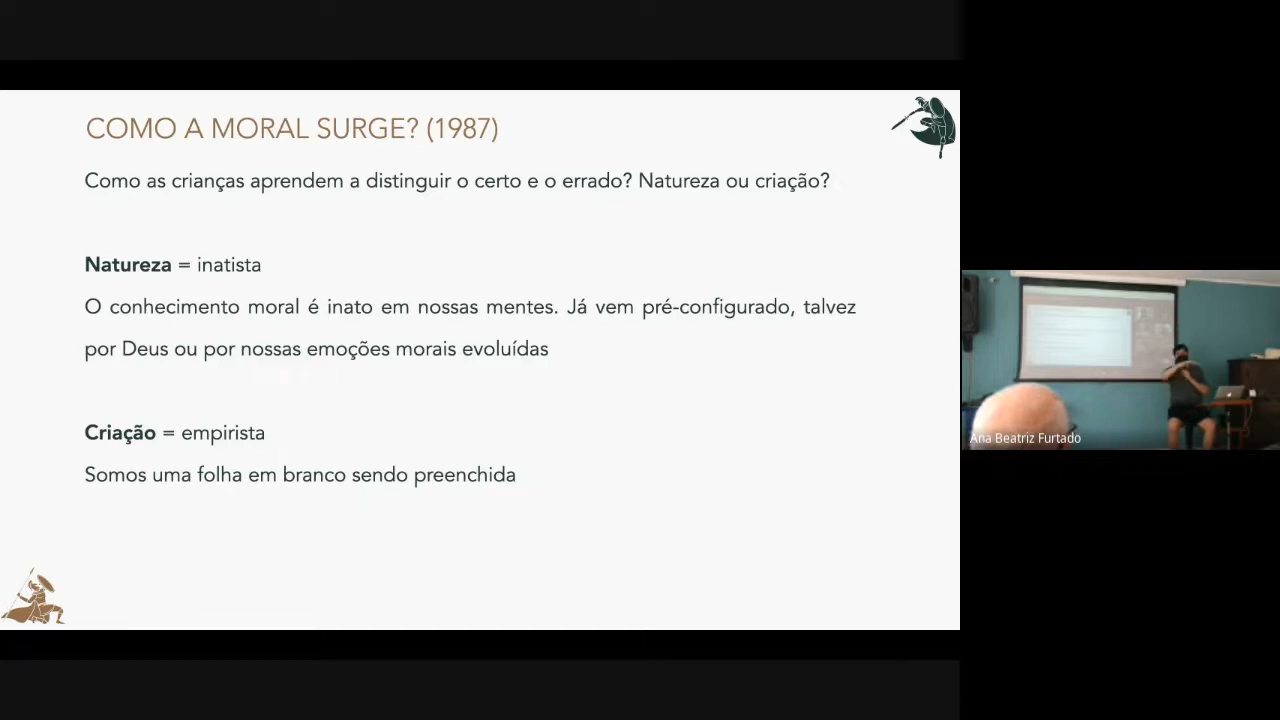 COMO A MORAL SURGE? (1987)
Como as crianças aprendem a distinguir o certo e o errado? Natureza ou criação?
Natureza = inatista
O conhecimento moral é inato em nossas mentes. Já vem pré-configurado, talvez
por Deus ou por nossas emoções morais evoluídas
Criação = empirista
Somos uma folha em branco sendo preenchida
Ana Beatriz Furtado